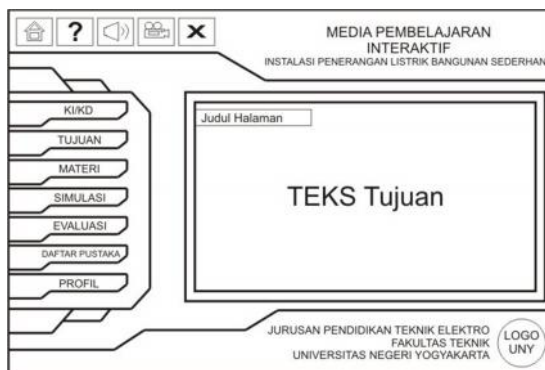 ?
X
MEDIA PEMBELAJARAN
INTERAKTIF
INSTALASI PENERANGAN LISTRIK BANGUNAN SEDERHAN
KI/KD
TUJUAN
MATERI
SIMULASI
EVALUASI
DAFTAR PUSTAKA
PROFIL
Judul Halaman
TEKS Tujuan
JURUSAN PENDIDIKAN TEKNIK ELEKTRO
FAKULTAS TEKNIK
UNIVERSITAS NEGERI YOGYAKARTA
LOGO
UNY